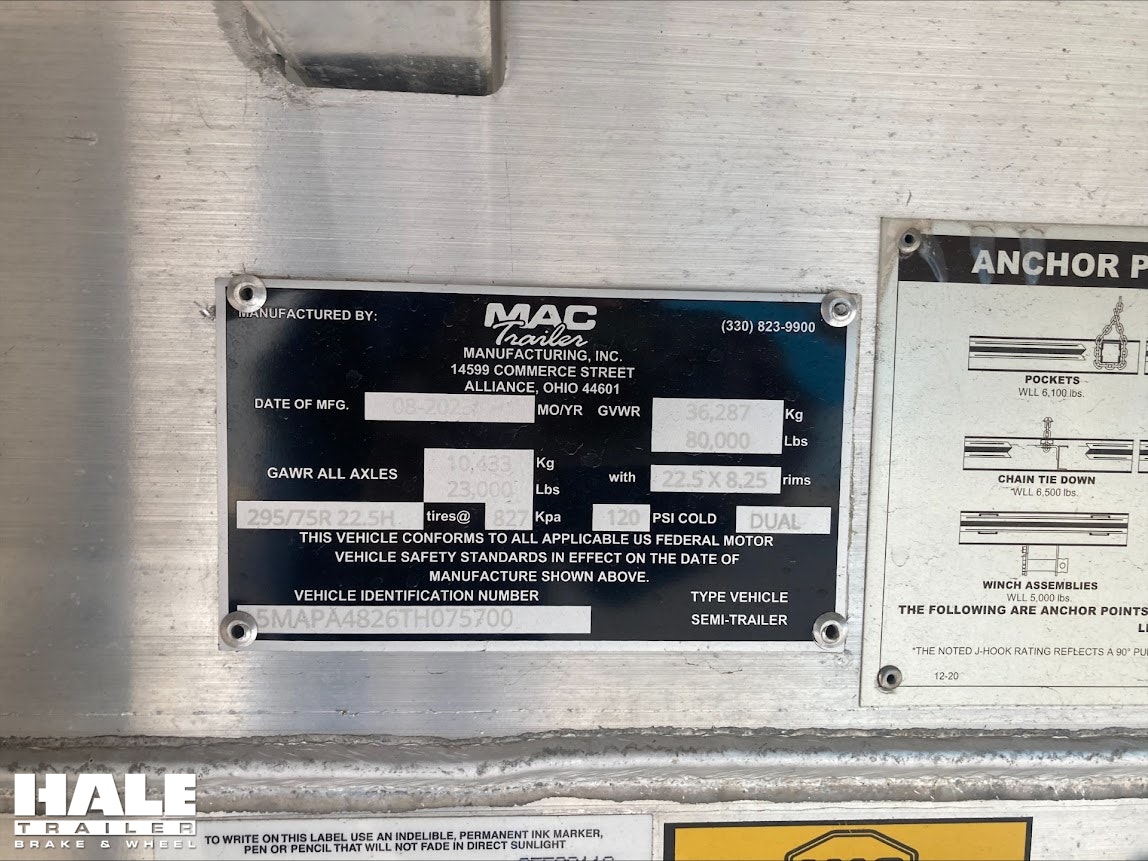 MANUFACTURED BY:
MAC
Trailer
(330) 823-9900
MANUFACTURING, INC.
14599 COMMERCE STREET
ALLIANCE, OHIO 44601
DATE OF MFG. MO/YR GVWR 36,287 Kg
80,000 Lbs
GAWR ALL AXLES 10,433 Kg
23,000 Lbs
with 22.5 X 8.25 rims
295/75R 22.5H tires@ 827 Kpa 120 PSI COLD DUAL
THIS VEHICLE CONFORMS TO ALL APPLICABLE US FEDERAL MOTOR
VEHICLE SAFETY STANDARDS IN EFFECT ON THE DATE OF
MANUFACTURE SHOWN ABOVE.
VEHICLE IDENTIFICATION NUMBER TYPE VEHICLE
5MAPA4826TH075700 SEMI-TRAILER
ANCHOR P
POCKETS
WLL 6,100 lbs.
CHAIN TIE DOWN
*WLL 6,500 lbs.
WINCH ASSEMBLIES
WLL 5,000 lbs.
THE FOLLOWING ARE ANCHOR POINTS
*THE NOTED J-HOOK RATING REFLECTS A 90° PU
12-20
HALE
TRAILER
BRAKE & WHEEL
TO WRITE ON THIS LABEL USE AN INDELIBLE, PERMANENT INK MARKER,
PEN OR PENCIL THAT WILL NOT FADE IN DIRECT SUNLIGHT